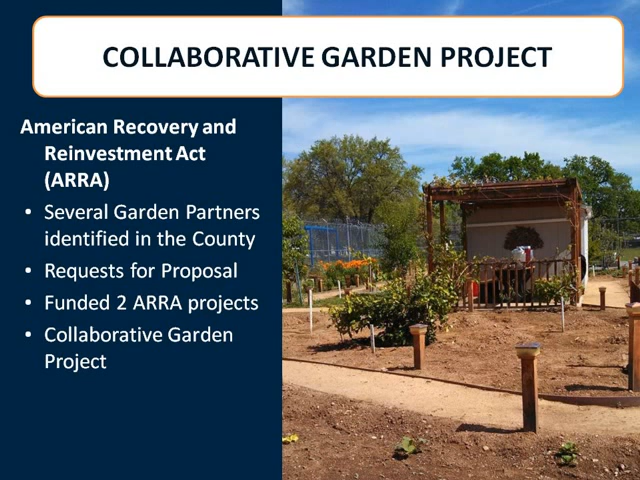 COLLABORATIVE GARDEN PROJECT
American Recovery and
Reinvestment Act
(ARRA)
• Several Garden Partners
identified in the County
• Requests for Proposal
• Funded 2 ARRA projects
• Collaborative Garden
Project